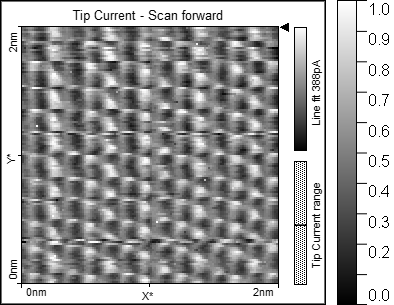 Tip Current - Scan forward
2nm
Y*
0nm
0nm
X*
2nm
Line fit 388pA
Tip Current range
1.0
0.9
0.8
0.7
0.6
0.5
0.4
0.3
0.2
0.1
0.0